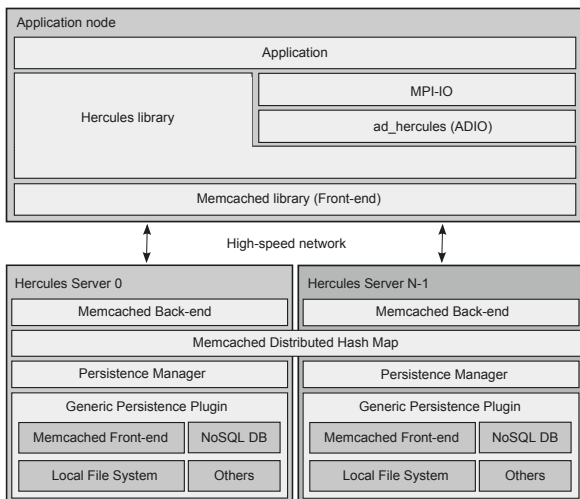 Application node
Application
MPI-IO
Hercules library
ad_hercules (ADIO)
Memcached library (Front-end)
High-speed network
Hercules Server 0
Hercules Server N-1
Memcached Back-end
Memcached Back-end
Memcached Distributed Hash Map
Persistence Manager
Persistence Manager
Generic Persistence Plugin
Generic Persistence Plugin
Memcached Front-end
NoSQL DB
Memcached Front-end
NoSQL DB
Local File System
Others
Local File System
Others